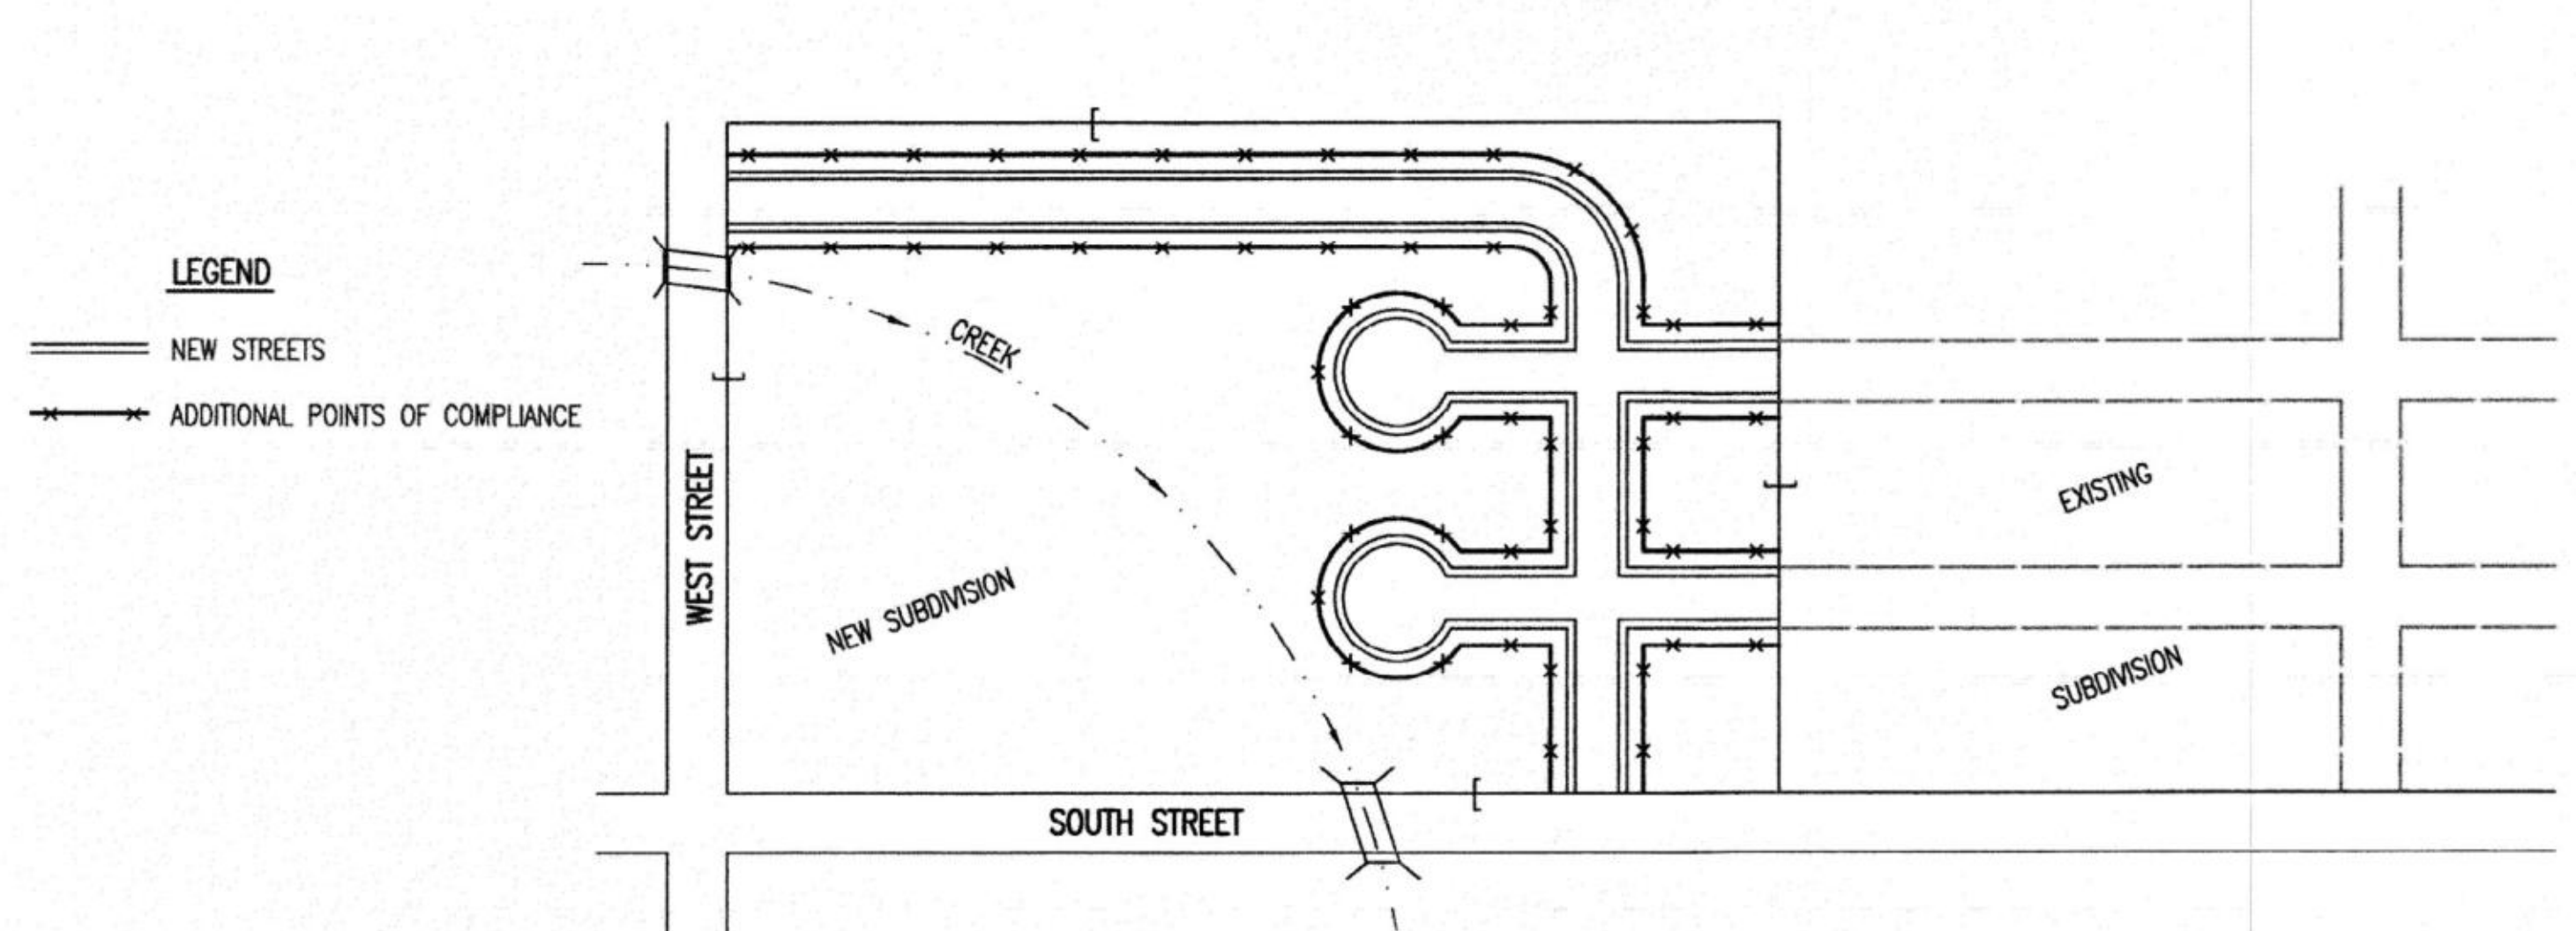 LEGEND
NEW STREETS
ADDITIONAL POINTS OF COMPLIANCE
CREEK
WEST STREET
NEW SUBDIVISION
SOUTH STREET
EXISTING
SUBDIVISION